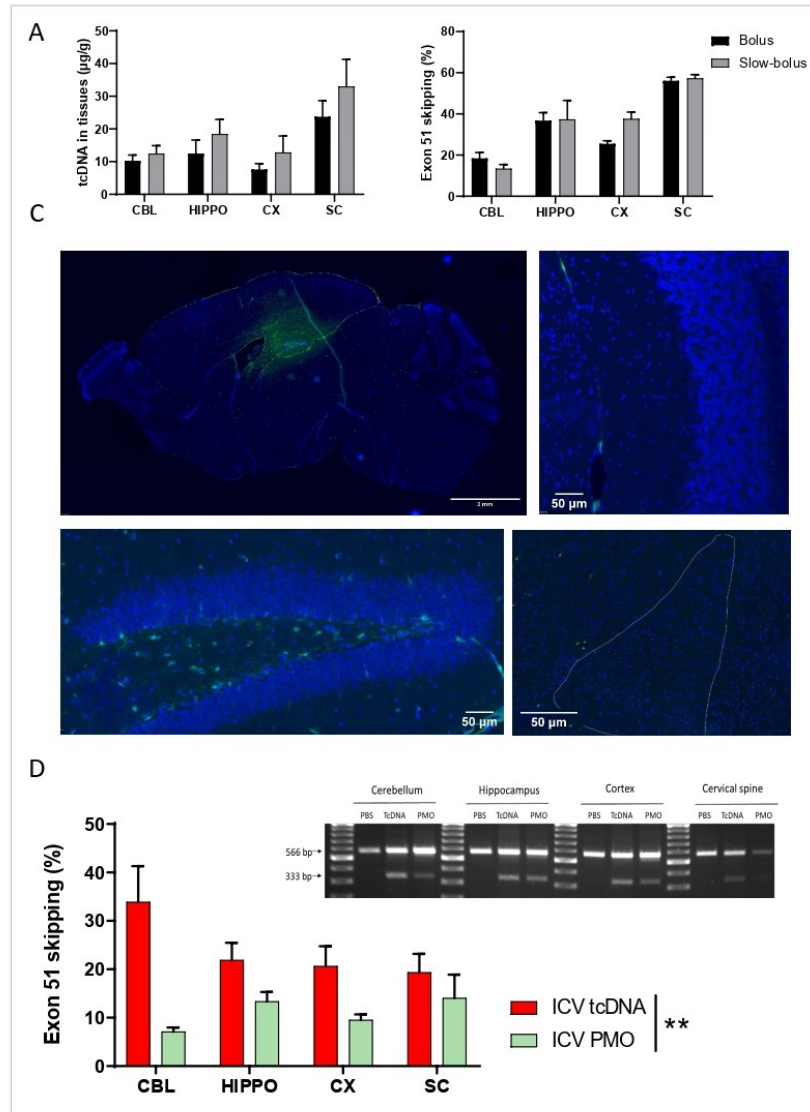 A
tcDNA in tissues (µg/g)
50
40
30
20
10
0
CBL HIPPO CX SC
Exon 51 skipping (%)
80
60
40
20
0
CBL HIPPO CX SC
Bolus
Slow-bolus
C
2 mm
50 µm
50 µm
50 µm
D
Exon 51 skipping (%)
50
40
30
20
10
0
CBL HIPPO CX SC
Cerebellum Hippocampus Cortex Cervical spine
PBS TcDNA PMO PBS TcDNA PMO PBS TcDNA PMO PBS TcDNA PMO
566 bp
333 bp
ICV tcDNA
ICV PMO
**